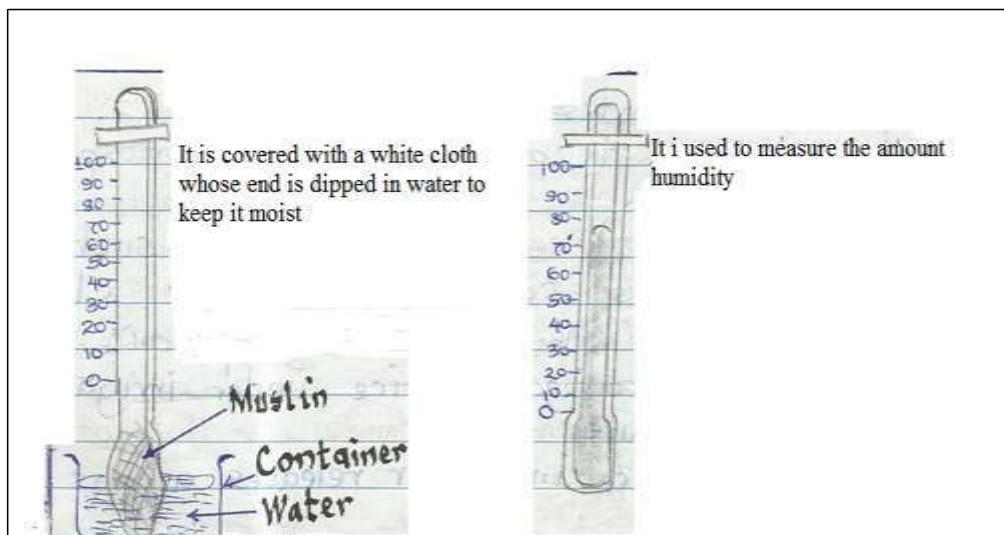 It is covered with a white cloth
whose end is dipped in water to
keep it moist
100
90
80
70
60
50
40
30
20
10
0
Muslin
Container
Water
It i used to measure the amount
humidity
100
90
80
70
60
50
40
30
20
10
0